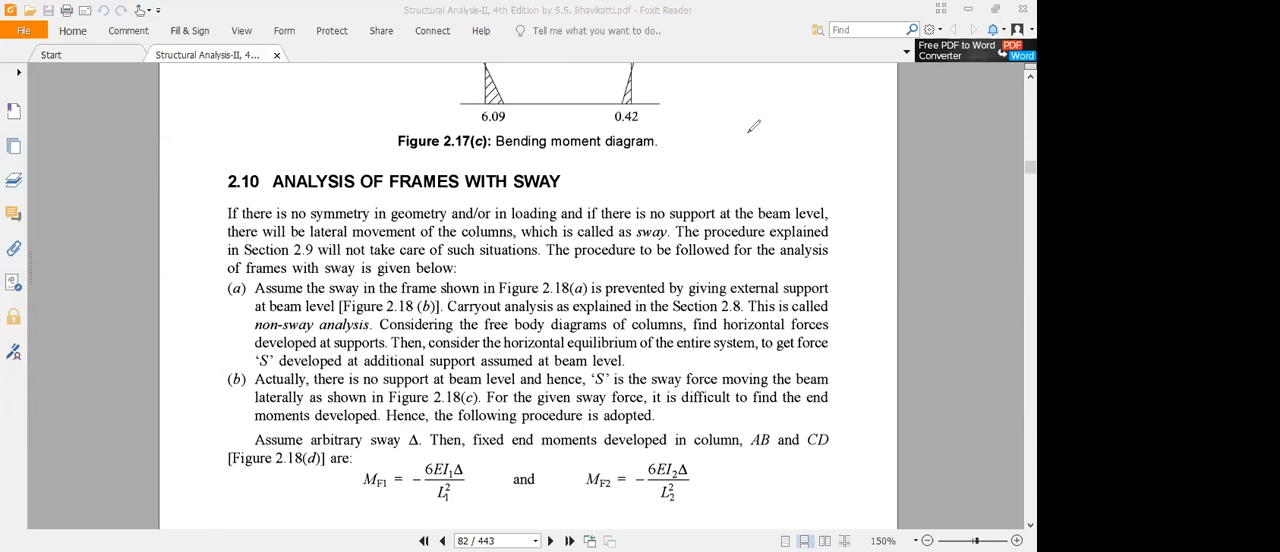 Structural Analysis-II, 4th Edition by S.S. Bhavikatti.pdf - Foxit Reader
File Home Comment Fill & Sign View Form Protect Share Connect Help Tell me what you want to do.. Find
Start Structural Analysis-II, 4... × Free PDF to Word Converter PDF Word
6.09 0.42
Figure 2.17(c): Bending moment diagram.
2.10 ANALYSIS OF FRAMES WITH SWAY
If there is no symmetry in geometry and/or in loading and if there is no support at the beam level,
there will be lateral movement of the columns, which is called as sway. The procedure explained
in Section 2.9 will not take care of such situations. The procedure to be followed for the analysis
of frames with sway is given below:
(a) Assume the sway in the frame shown in Figure 2.18(a) is prevented by giving external support
at beam level [Figure 2.18 (b)]. Carryout analysis as explained in the Section 2.8. This is called
non-sway analysis. Considering the free body diagrams of columns, find horizontal forces
developed at supports. Then, consider the horizontal equilibrium of the entire system, to get force
‘S’ developed at additional support assumed at beam level.
(b) Actually, there is no support at beam level and hence, ‘S’ is the sway force moving the beam
laterally as shown in Figure 2.18(c). For the given sway force, it is difficult to find the end
moments developed. Hence, the following procedure is adopted.
Assume arbitrary sway Δ. Then, fixed end moments developed in column, AB and CD
[Figure 2.18(d)] are:
M_F1 = - 6EI₁Δ / L₁² and M_F2 = - 6EI₂Δ / L₂²
82 / 443 150%